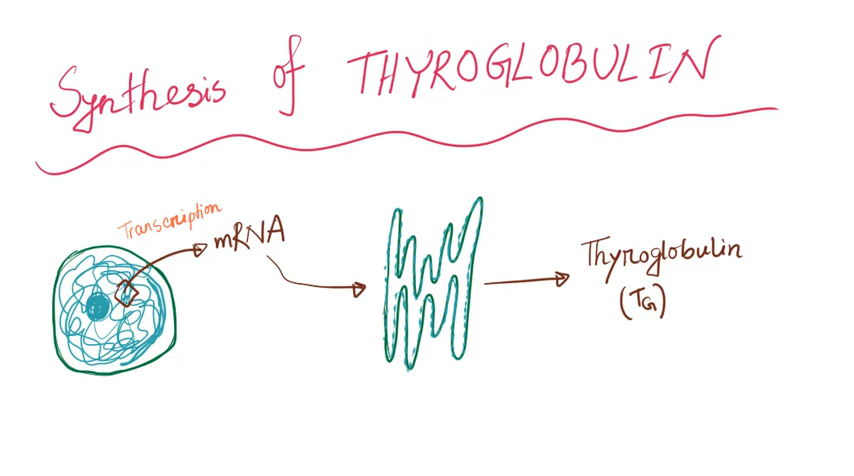 Synthesis of THYROGLOBULIN
Transcription
mRNA
Thyroglobulin
(TG)